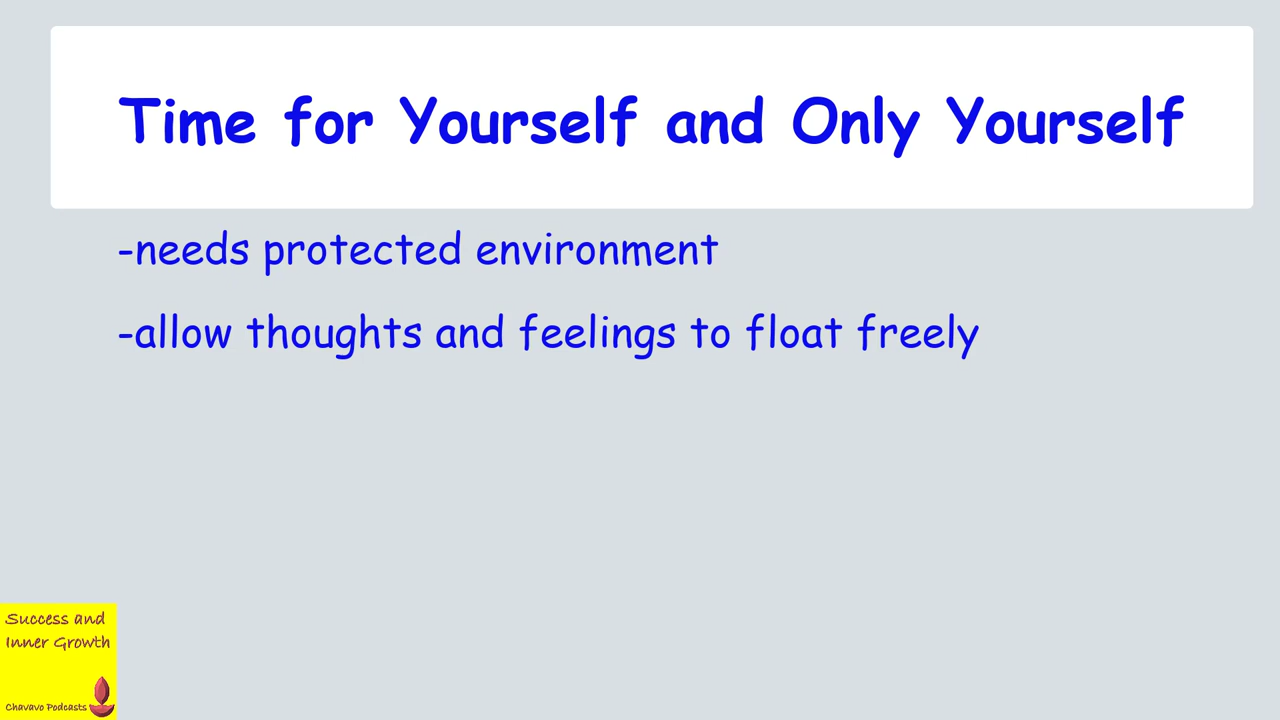 Time for Yourself and Only Yourself
-needs protected environment
-allow thoughts and feelings to float freely
Success and
Inner Growth
Chavavo Podcasts